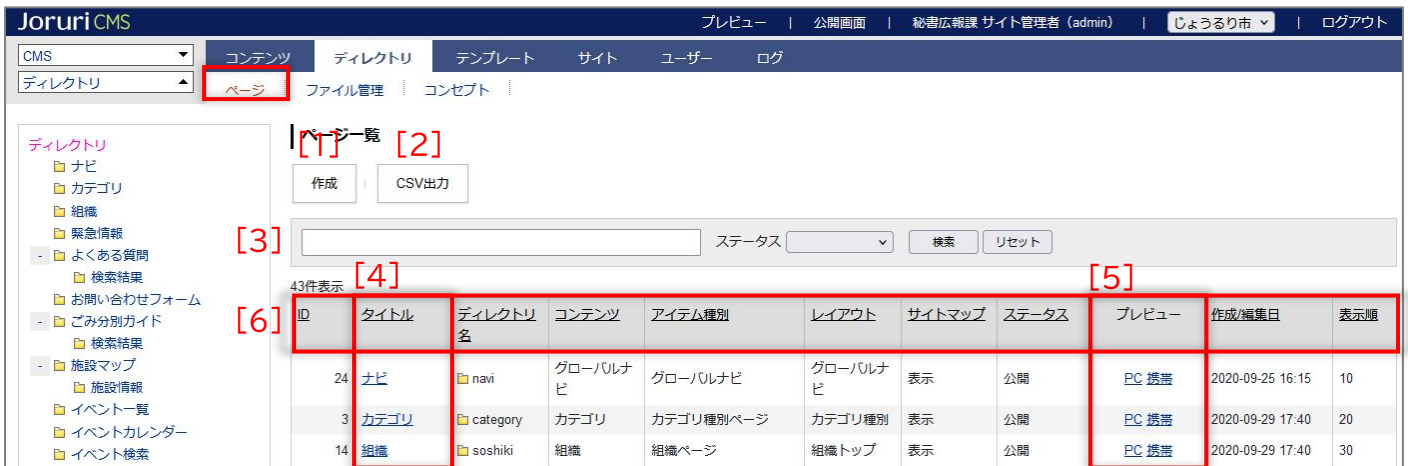 Joruri CMS
プレビュー | 公開画面 | 秘書広報課 サイト管理者 (admin) | じょうるり市 | ログアウト
CMS
コンテンツ ディレクトリ テンプレート サイト ユーザー ログ
ディレクトリ
ページ ファイル管理 コンセプト
ディレクトリ
ナビ
カテゴリ
組織
緊急情報
- よくある質問
検索結果
お問い合わせフォーム
- ごみ分別ガイド
検索結果
- 施設マップ
施設情報
イベント一覧
イベントカレンダー
イベント検索
ページ一覧
[1] [2]
作成 CSV出力
[3] ステータス 検索 リセット
[4] [5]
43件表示
[6] ID タイトル ディレクトリ名 コンテンツ アイテム種別 レイアウト サイトマップ ステータス プレビュー 作成/編集日 表示順
24 ナビ navi グローバルナビ グローバルナビ グローバルナビ 表示 公開 PC 携帯 2020-09-25 16:15 10
3 カテゴリ category カテゴリ カテゴリ種別ページ カテゴリ種別 表示 公開 PC 携帯 2020-09-29 17:40 20
14 組織 soshiki 組織 組織ページ 組織トップ 表示 公開 PC 携帯 2020-09-29 17:40 30